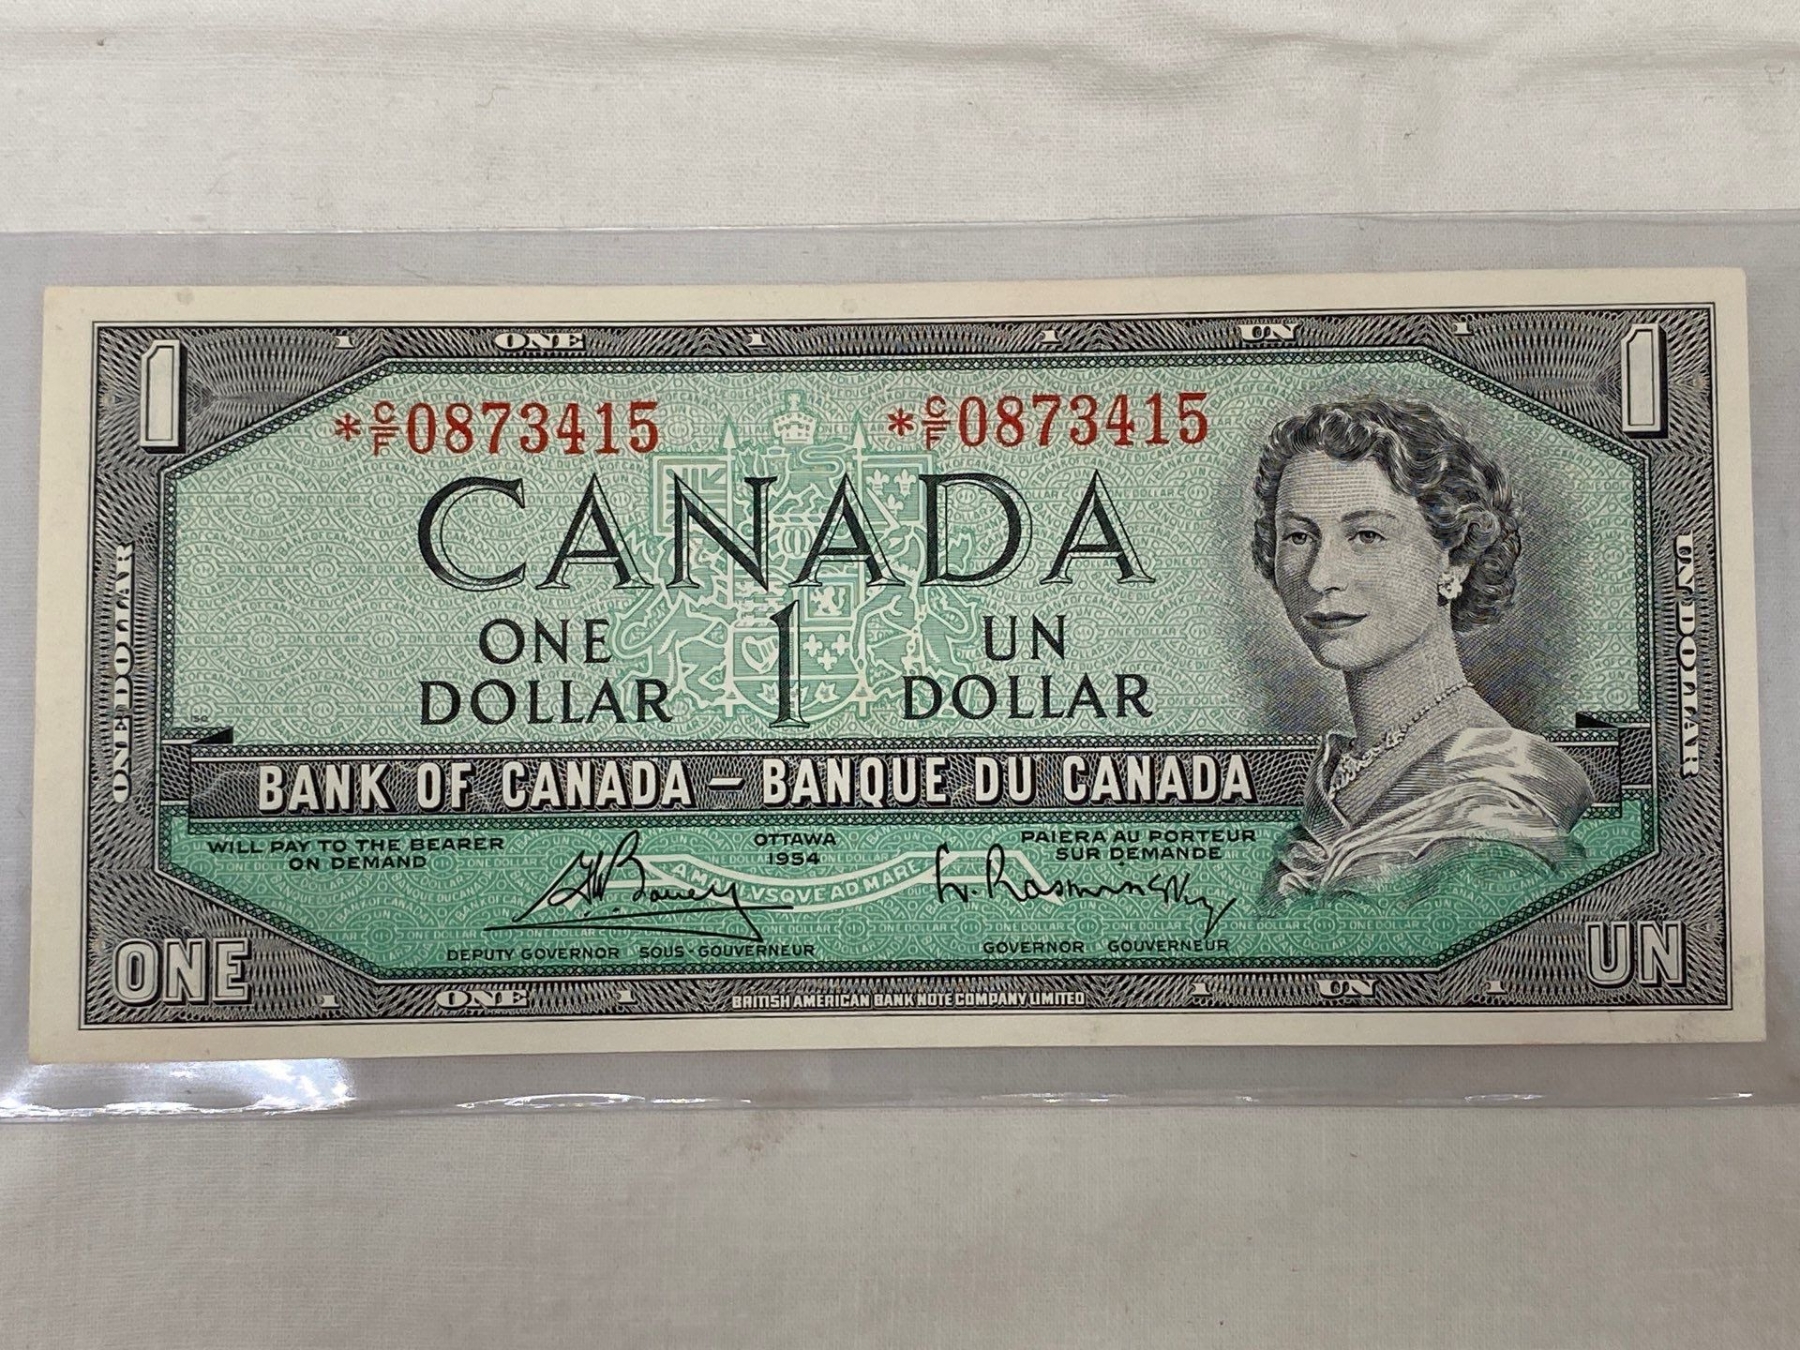 1 1 ONE 1 1 UN 1 1
*C/F0873415 *C/F0873415
CANADA
ONE DOLLAR
UN DOLLAR
ONE 1 UN
DOLLAR DOLLAR
BANK OF CANADA – BANQUE DU CANADA
WILL PAY TO THE BEARER
ON DEMAND
OTTAWA
1954
PAIERA AU PORTEUR
SUR DEMANDE
A MARI VSQVE AD MARE
DEPUTY GOVERNOR SOUS-GOUVERNEUR
GOVERNOR GOUVERNEUR
ONE UN
1 ONE 1 BRITISH AMERICAN BANK NOTE COMPANY LIMITED 1 UN 1